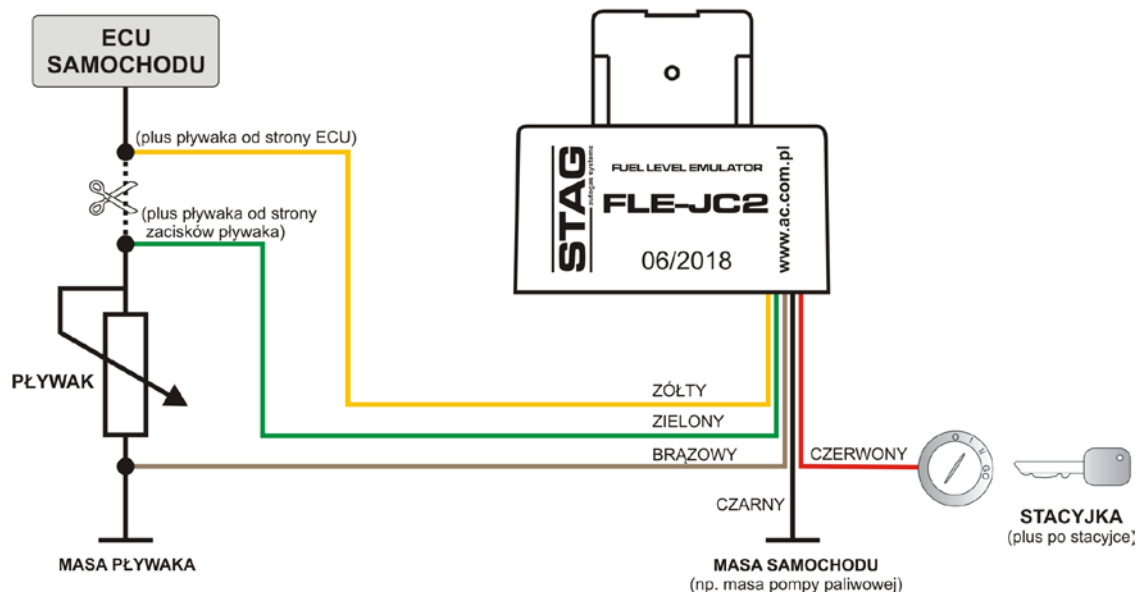 ECU
SAMOCHODU
(plus pływaka od strony ECU)
(plus pływaka od strony
zacisków pływaka)
PŁYWAK
MASA PŁYWAKA
STAG
autogas systems
FUEL LEVEL EMULATOR
FLE-JC2
06/2018
www.ac.com.pl
ZÓŁTY
ZIELONY
BRĄZOWY
CZERWONY
CZARNY
MASA SAMOCHODU
(np. masa pompy paliwowej)
O I N GO
STACYJKA
(plus po stacyjce)